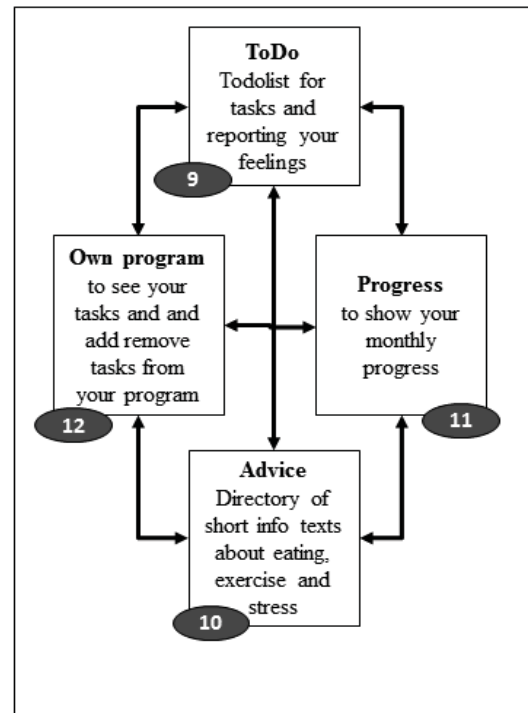 ToDo
Todolist for
tasks and
reporting your
feelings
9
Own program
to see your
tasks and and
add remove
tasks from
your program
12
Progress
to show your
monthly
progress
11
Advice
Directory of
short info texts
about eating,
exercise and
stress
10